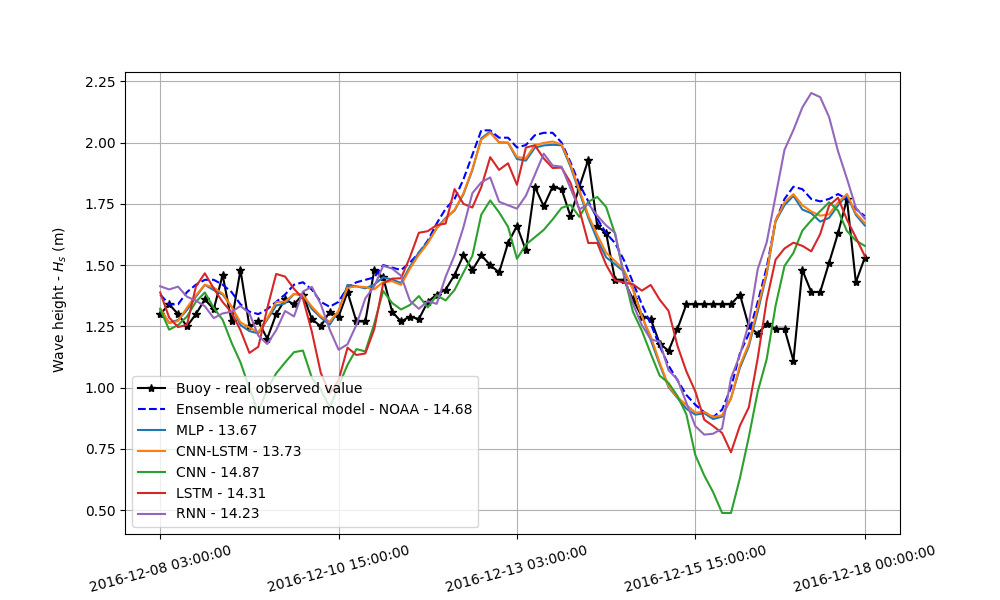 2.25
2.00
1.75
1.50
1.25
1.00
0.75
0.50
Wave height - Hs (m)
Buoy - real observed value
Ensemble numerical model - NOAA - 14.68
MLP - 13.67
CNN-LSTM - 13.73
CNN - 14.87
LSTM - 14.31
RNN - 14.23
2016-12-08 03:00:00
2016-12-10 15:00:00
2016-12-13 03:00:00
2016-12-15 15:00:00
2016-12-18 00:00:00